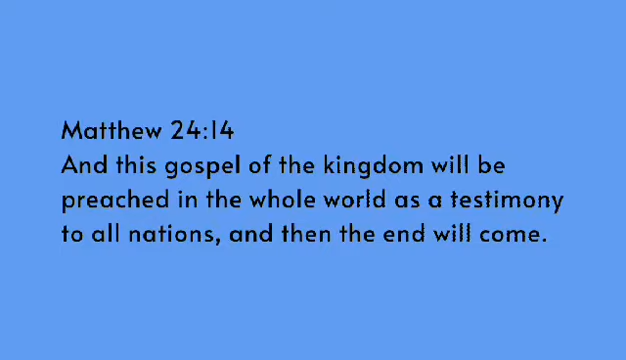 Matthew 24:14
And this gospel of the kingdom will be
preached in the whole world as a testimony
to all nations, and then the end will come.